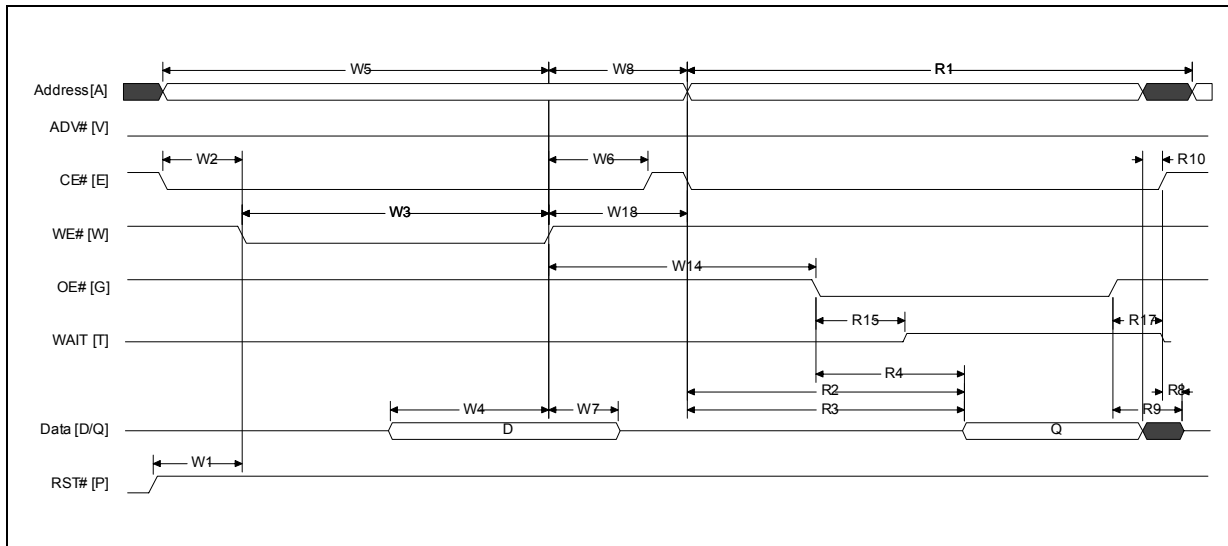 W5 W8 R1
Address [A]
ADV# [V]
W2 W6 R10
CE# [E]
W3 W18
WE# [W]
W14
OE# [G]
R15 R17
WAIT [T]
R4
R2 R8
W4 W7 R3 R9
Data [D/Q] D Q
W1
RST# [P]